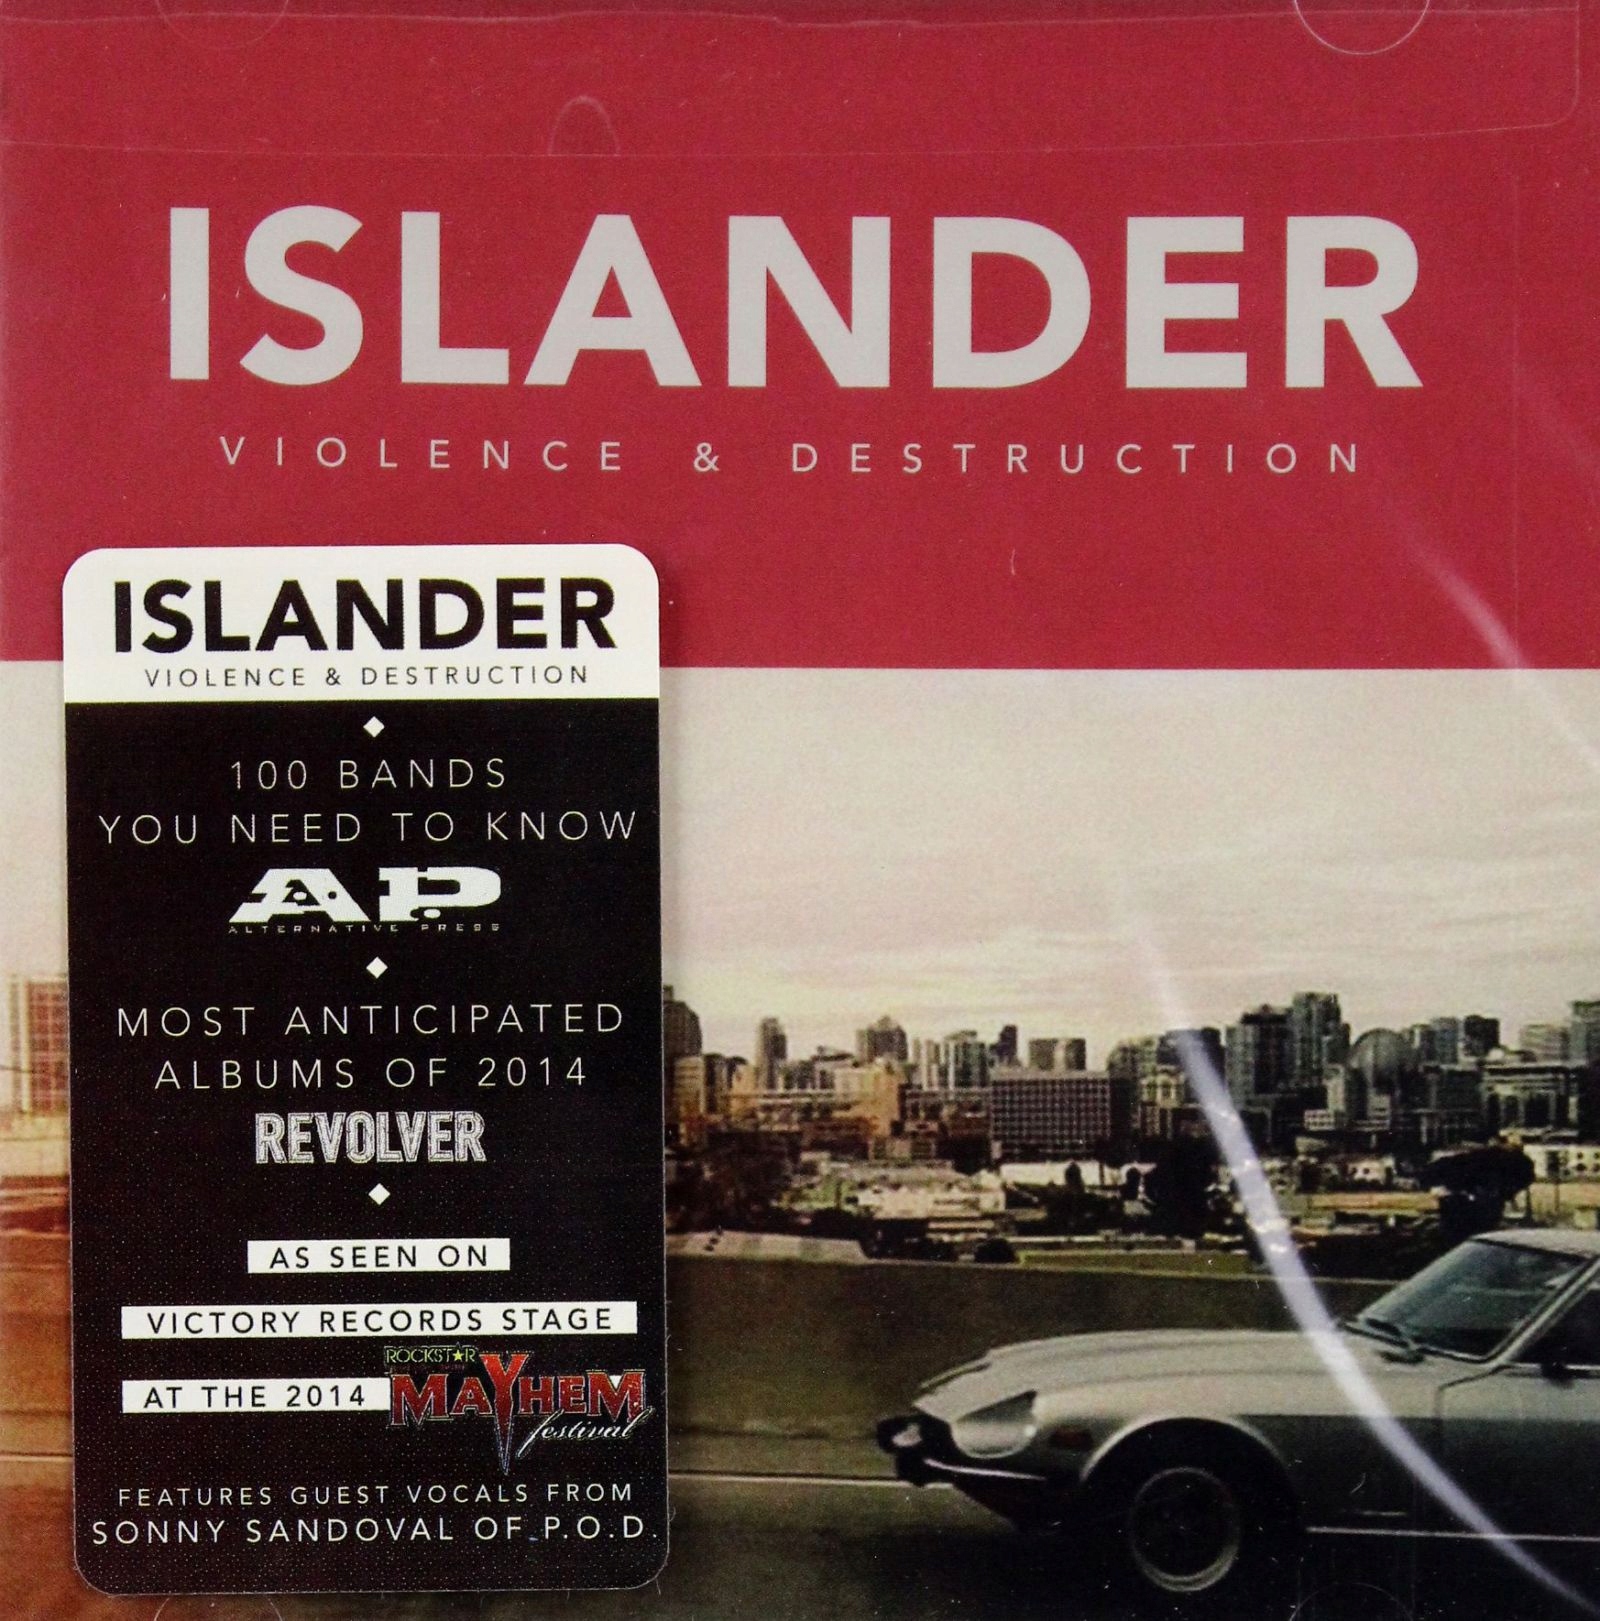 ISLANDER
VIOLENCE & DESTRUCTION
ISLANDER
VIOLENCE & DESTRUCTION
100 BANDS
YOU NEED TO KNOW
AP
ALTERNATIVE PRESS
MOST ANTICIPATED
ALBUMS OF 2014
REVOLVER
AS SEEN ON
VICTORY RECORDS STAGE
AT THE 2014
ROCKST★R
MAYHEM
festival
FEATURES GUEST VOCALS FROM
SONNY SANDOVAL OF P.O.D.